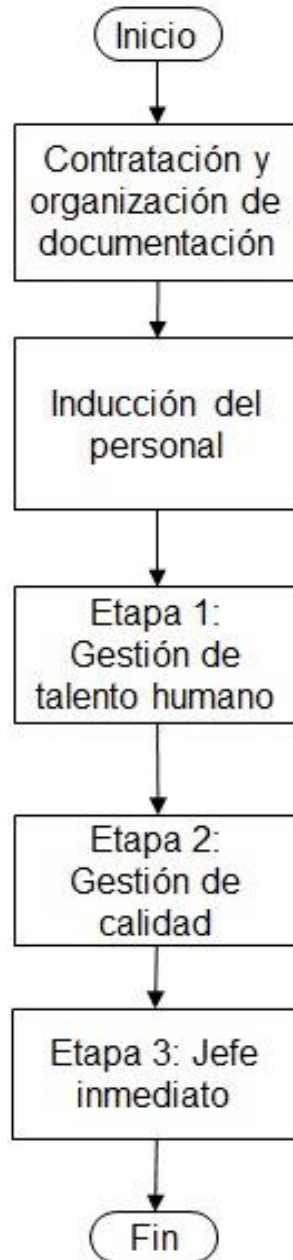 Inicio
Contratación y
organización de
documentación
Inducción del
personal
Etapa 1:
Gestión de
talento humano
Etapa 2:
Gestión de
calidad
Etapa 3: Jefe
inmediato
Fin